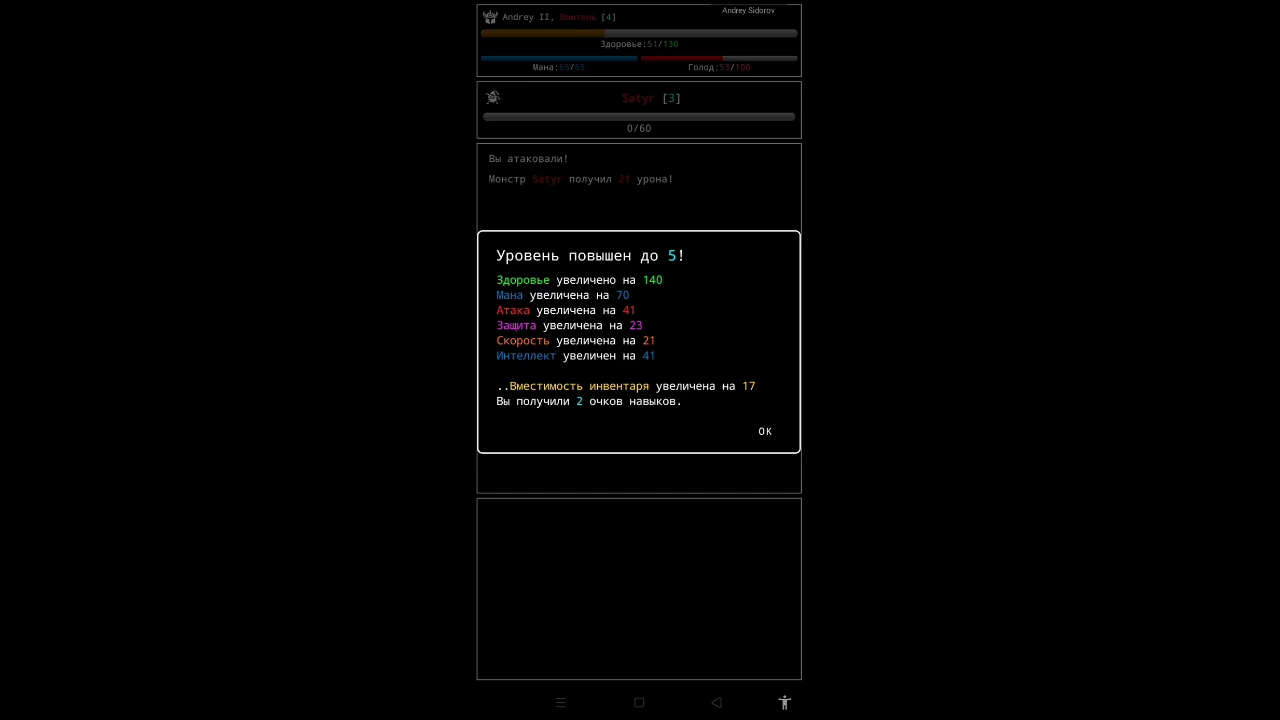 Andrey Sidorov
Andrey II, Воитель [4]
Здоровье:51/130
Мана:65/65
Голод:53/100
Satyr [3]
0/60
Вы атаковали!
Монстр Satyr получил 21 урона!
Уровень повышен до 5!
Здоровье увеличено на 140
Мана увеличена на 70
Атака увеличена на 41
Защита увеличена на 23
Скорость увеличена на 21
Интеллект увеличен на 41
..Вместимость инвентаря увеличена на 17
Вы получили 2 очков навыков.
OK